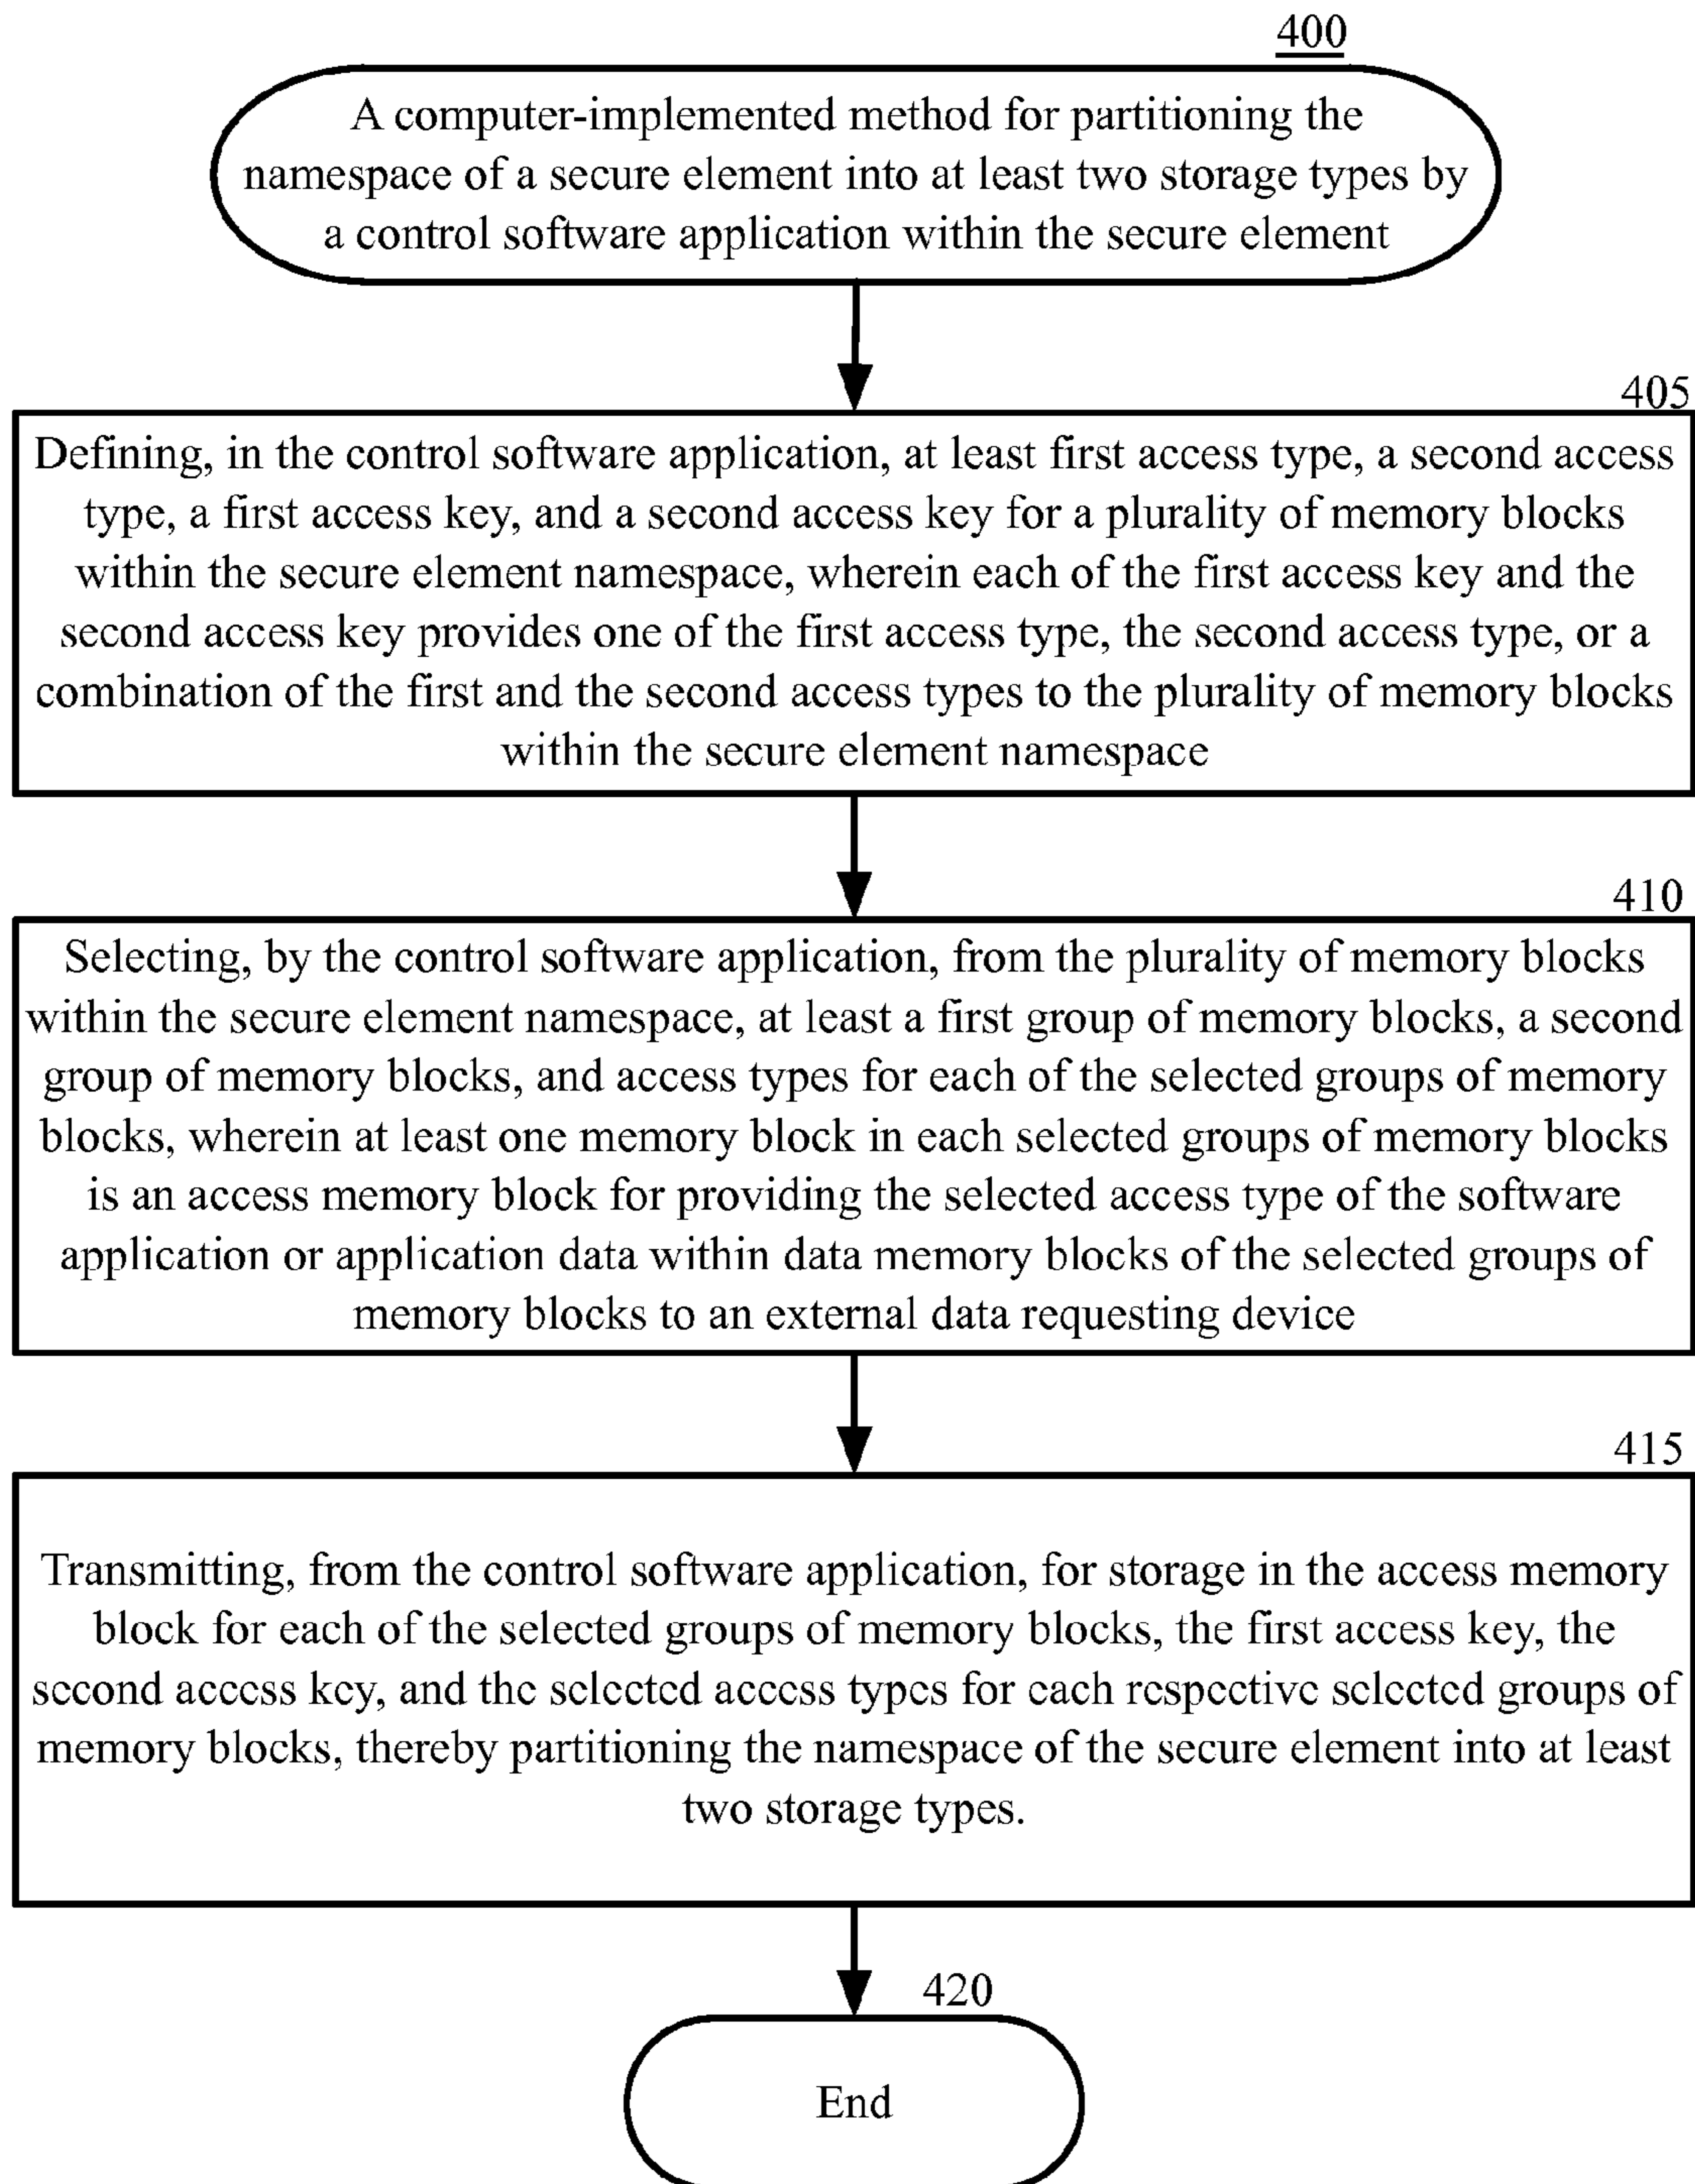 400
A computer-implemented method for partitioning the
namespace of a secure element into at least two storage types by
a control software application within the secure element
405
Defining, in the control software application, at least first access type, a second access
type, a first access key, and a second access key for a plurality of memory blocks
within the secure element namespace, wherein each of the first access key and the
second access key provides one of the first access type, the second access type, or a
combination of the first and the second access types to the plurality of memory blocks
within the secure element namespace
410
Selecting, by the control software application, from the plurality of memory blocks
within the secure element namespace, at least a first group of memory blocks, a second
group of memory blocks, and access types for each of the selected groups of memory
blocks, wherein at least one memory block in each selected groups of memory blocks
is an access memory block for providing the selected access type of the software
application or application data within data memory blocks of the selected groups of
memory blocks to an external data requesting device
415
Transmitting, from the control software application, for storage in the access memory
block for each of the selected groups of memory blocks, the first access key, the
second access key, and the selected access types for each respective selected groups of
memory blocks, thereby partitioning the namespace of the secure element into at least
two storage types.
420
End